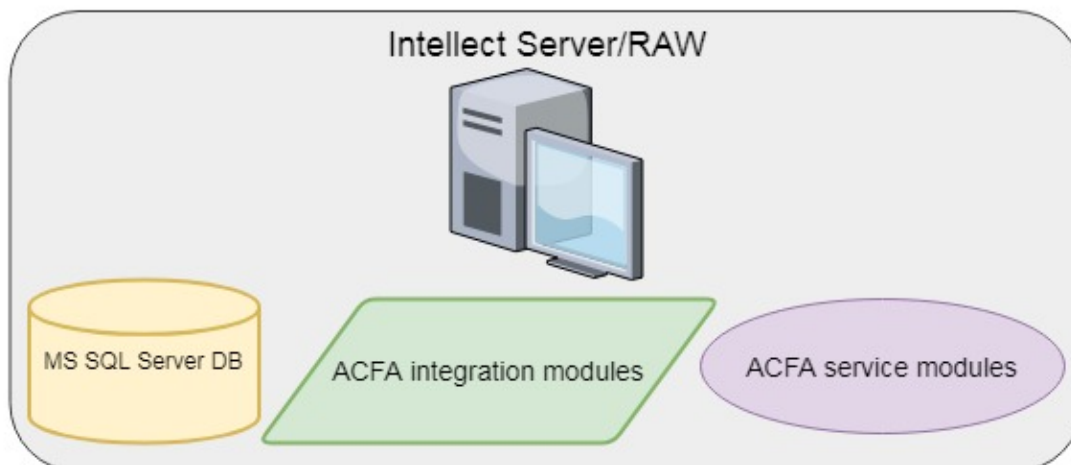 Intellect Server/RAW
MS SQL Server DB
ACFA integration modules
ACFA service modules